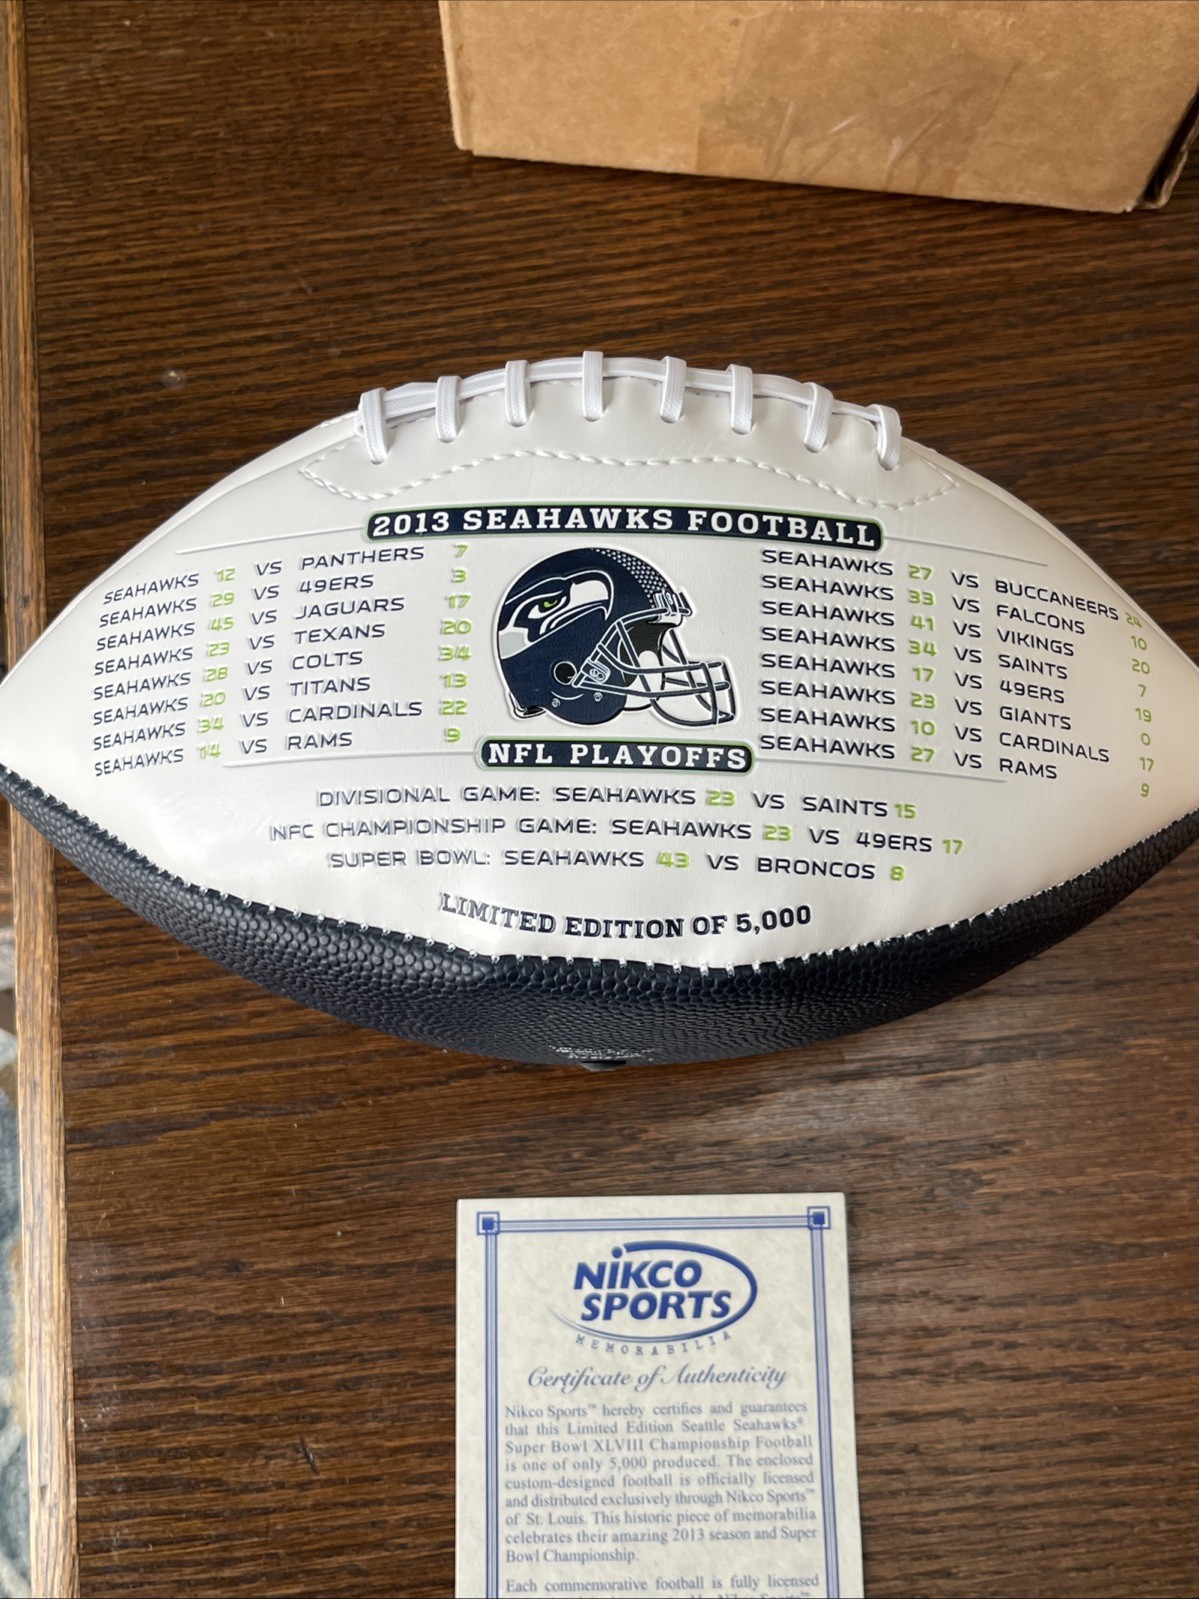 2013 SEAHAWKS FOOTBALL
SEAHAWKS 12 VS PANTHERS 7
SEAHAWKS 29 VS 49ERS 3
SEAHAWKS 45 VS JAGUARS 17
SEAHAWKS 23 VS TEXANS 20
SEAHAWKS 28 VS COLTS 34
SEAHAWKS 20 VS TITANS 13
SEAHAWKS 34 VS CARDINALS 22
SEAHAWKS 14 VS RAMS 9
SEAHAWKS 27 VS BUCCANEERS 24
SEAHAWKS 33 VS FALCONS 10
SEAHAWKS 41 VS VIKINGS 20
SEAHAWKS 34 VS SAINTS 7
SEAHAWKS 17 VS 49ERS 19
SEAHAWKS 23 VS GIANTS 0
SEAHAWKS 10 VS CARDINALS 17
SEAHAWKS 27 VS RAMS 9
NFL PLAYOFFS
DIVISIONAL GAME: SEAHAWKS 23 VS SAINTS 15
NFC CHAMPIONSHIP GAME: SEAHAWKS 23 VS 49ERS 17
SUPER BOWL: SEAHAWKS 43 VS BRONCOS 8
LIMITED EDITION OF 5,000
NIKCO
SPORTS
MEMORABILIA
Certificate of Authenticity
Nikco Sports™ hereby certifies and guarantees
that this Limited Edition Seattle Seahawks®
Super Bowl XLVIII Championship Football
is one of only 5,000 produced. The enclosed
custom-designed football is officially licensed
and distributed exclusively through Nikco Sports™
of St. Louis. This historic piece of memorabilia
celebrates their amazing 2013 season and Super
Bowl Championship.
Each commemorative football is fully licensed